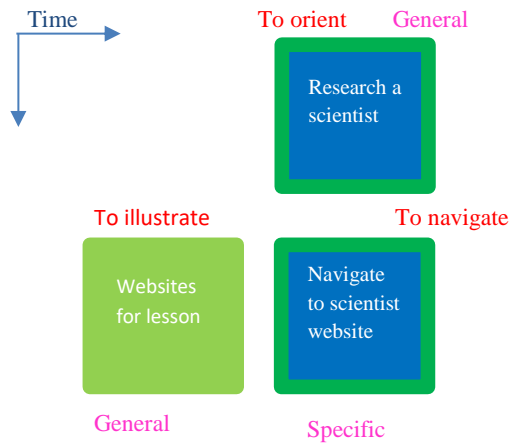 Time
To orient
General
Research a
scientist
To illustrate
To navigate
Websites
for lesson
Navigate
to scientist
website
General
Specific